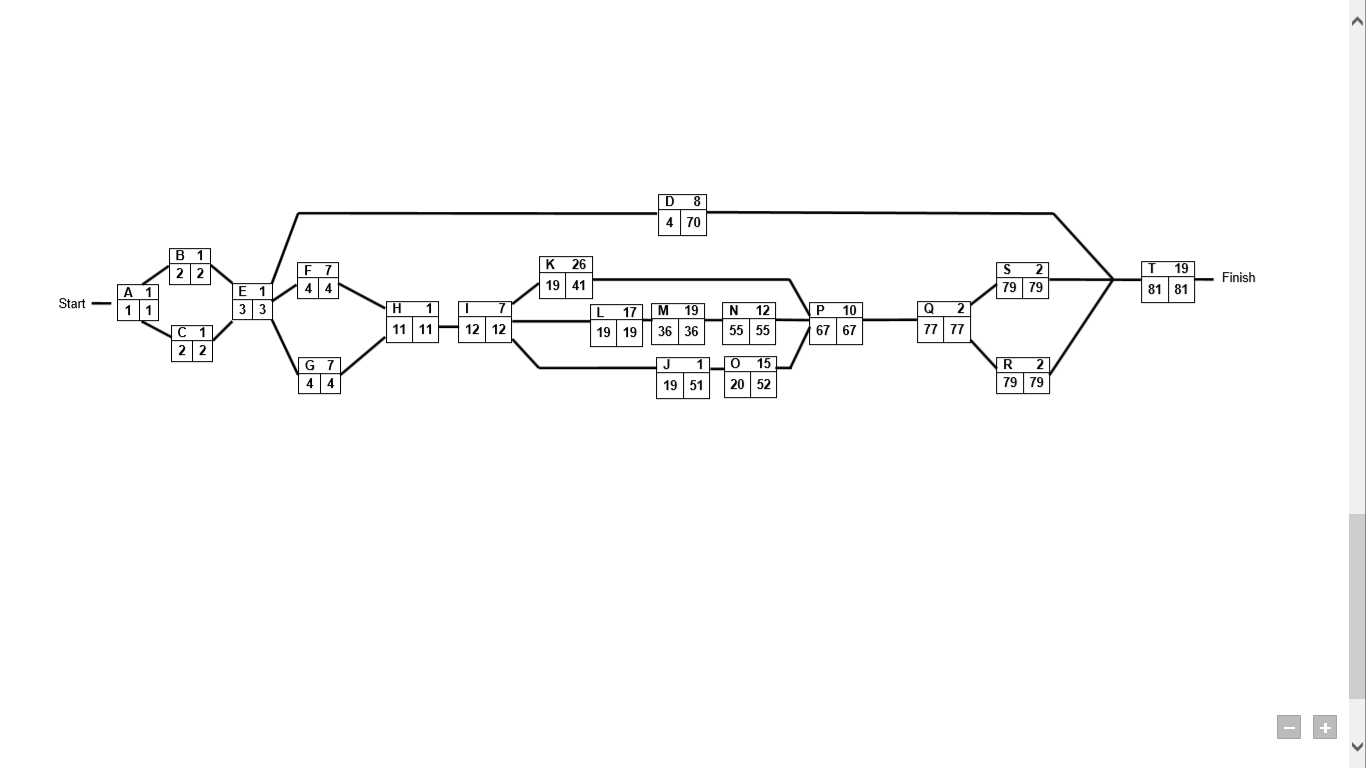 Start
A 1
1 1
B 1
2 2
C 1
2 2
E 1
3 3
D 8
4 70
F 7
4 4
G 7
4 4
H 1
11 11
I 7
12 12
K 26
19 41
L 17
19 19
M 19
36 36
N 12
55 55
J 1
19 51
O 15
20 52
P 10
67 67
Q 2
77 77
S 2
79 79
R 2
79 79
T 19
81 81
Finish